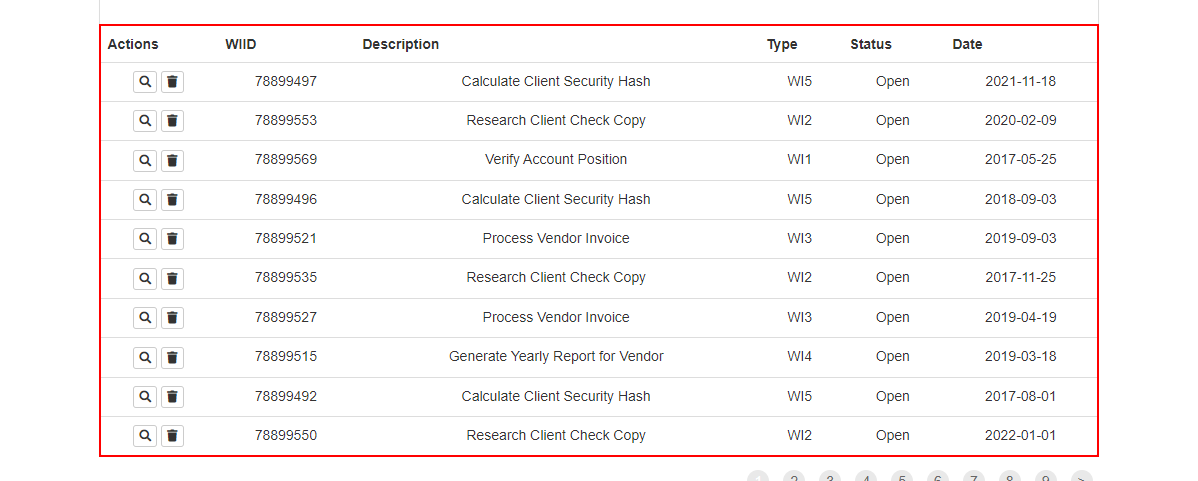 Actions WIID Description Type Status Date
78899497 Calculate Client Security Hash WI5 Open 2021-11-18
78899553 Research Client Check Copy WI2 Open 2020-02-09
78899569 Verify Account Position WI1 Open 2017-05-25
78899496 Calculate Client Security Hash WI5 Open 2018-09-03
78899521 Process Vendor Invoice WI3 Open 2019-09-03
78899535 Research Client Check Copy WI2 Open 2017-11-25
78899527 Process Vendor Invoice WI3 Open 2019-04-19
78899515 Generate Yearly Report for Vendor WI4 Open 2019-03-18
78899492 Calculate Client Security Hash WI5 Open 2017-08-01
78899550 Research Client Check Copy WI2 Open 2022-01-01
1 2 3 4 5 6 7 8 9 >